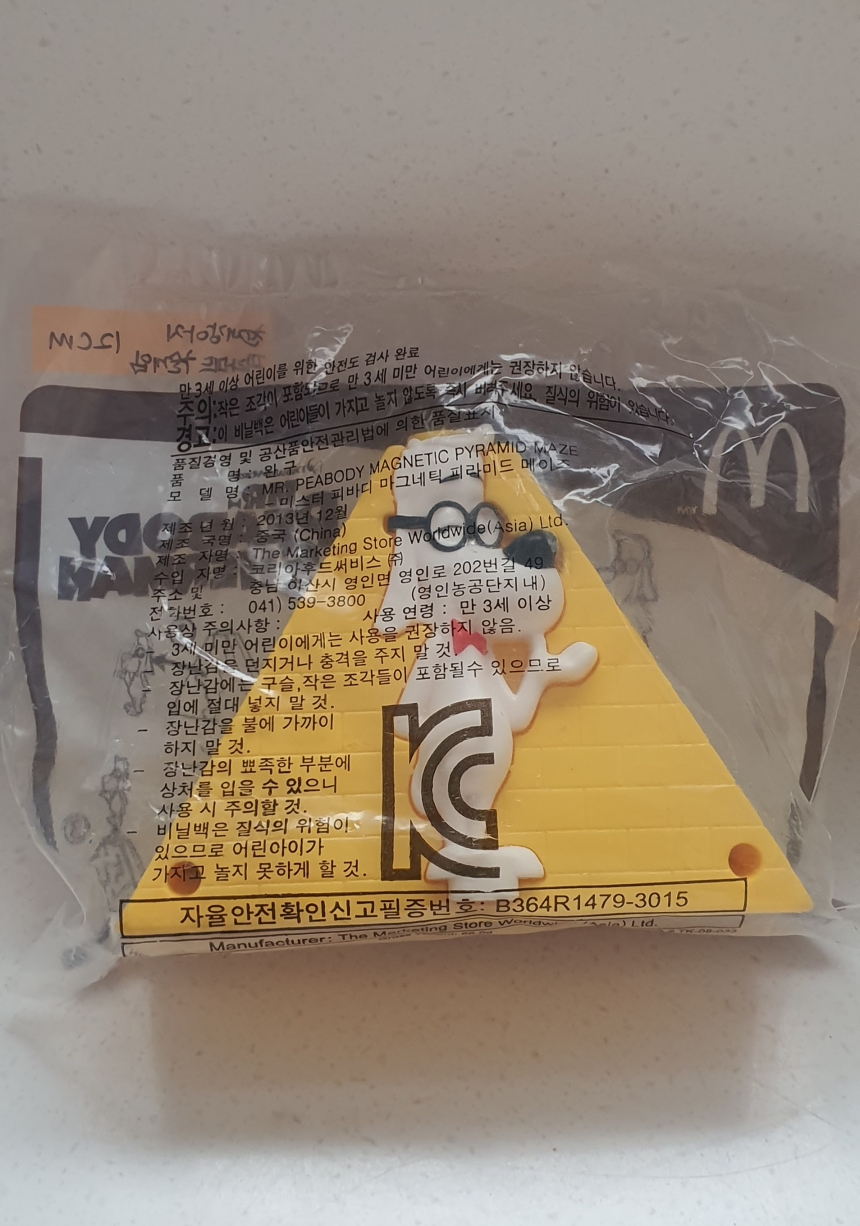 만 3세 이상 어린이를 위한 안전도 검사 완료
주의:작은 조각이 포함되므로 만 3세 미만 어린이에게는 권장하지 않습니다.
경고:이 비닐백은 어린이들이 가지고 놀지 않도록 즉시 버려주세요. 질식의 위험이 있습니다.
품질경영 및 공산품안전관리법에 의한 품질표시
품 명 : 완 구
모 델 명 : MR. PEABODY MAGNETIC PYRAMID MAZE
미스터 피바디 마그네틱 피라미드 메이즈
제조 년 월 : 2013년 12월
제조 국명 : 중국 (China)
제조 자명 : The Marketing Store Worldwide(Asia) Ltd.
수입 자명 : 코리아후드써비스 ㈜
주소 및 충남 아산시 영인면 영인로 202번길 49
(영인농공단지내)
전화번호 : 041) 539-3800 사용 연령 : 만 3세 이상
사용상 주의사항 :
- 3세 미만 어린이에게는 사용을 권장하지 않음.
- 장난감을 던지거나 충격을 주지 말 것
- 장난감에는 구슬,작은 조각들이 포함될수 있으므로
입에 절대 넣지 말 것.
- 장난감을 불에 가까이
하지 말 것.
- 장난감의 뾰족한 부분에
상처를 입을 수 있으니
사용 시 주의할 것.
- 비닐백은 질식의 위험이
있으므로 어린아이가
가지고 놀지 못하게 할 것.
자율안전확인신고필증번호: B364R1479-3015
Manufacturer: The Marketing Store Worldwide(Asia) Ltd.